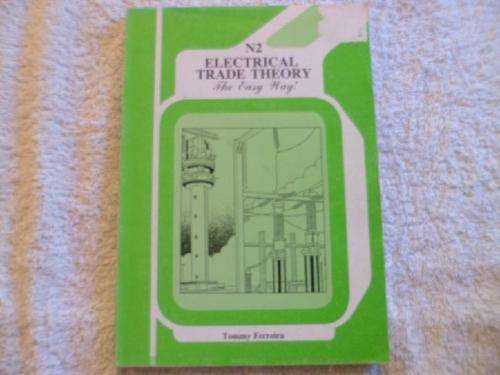 N2
ELECTRICAL
TRADE THEORY
The Easy Way!
Tommy Ferreira